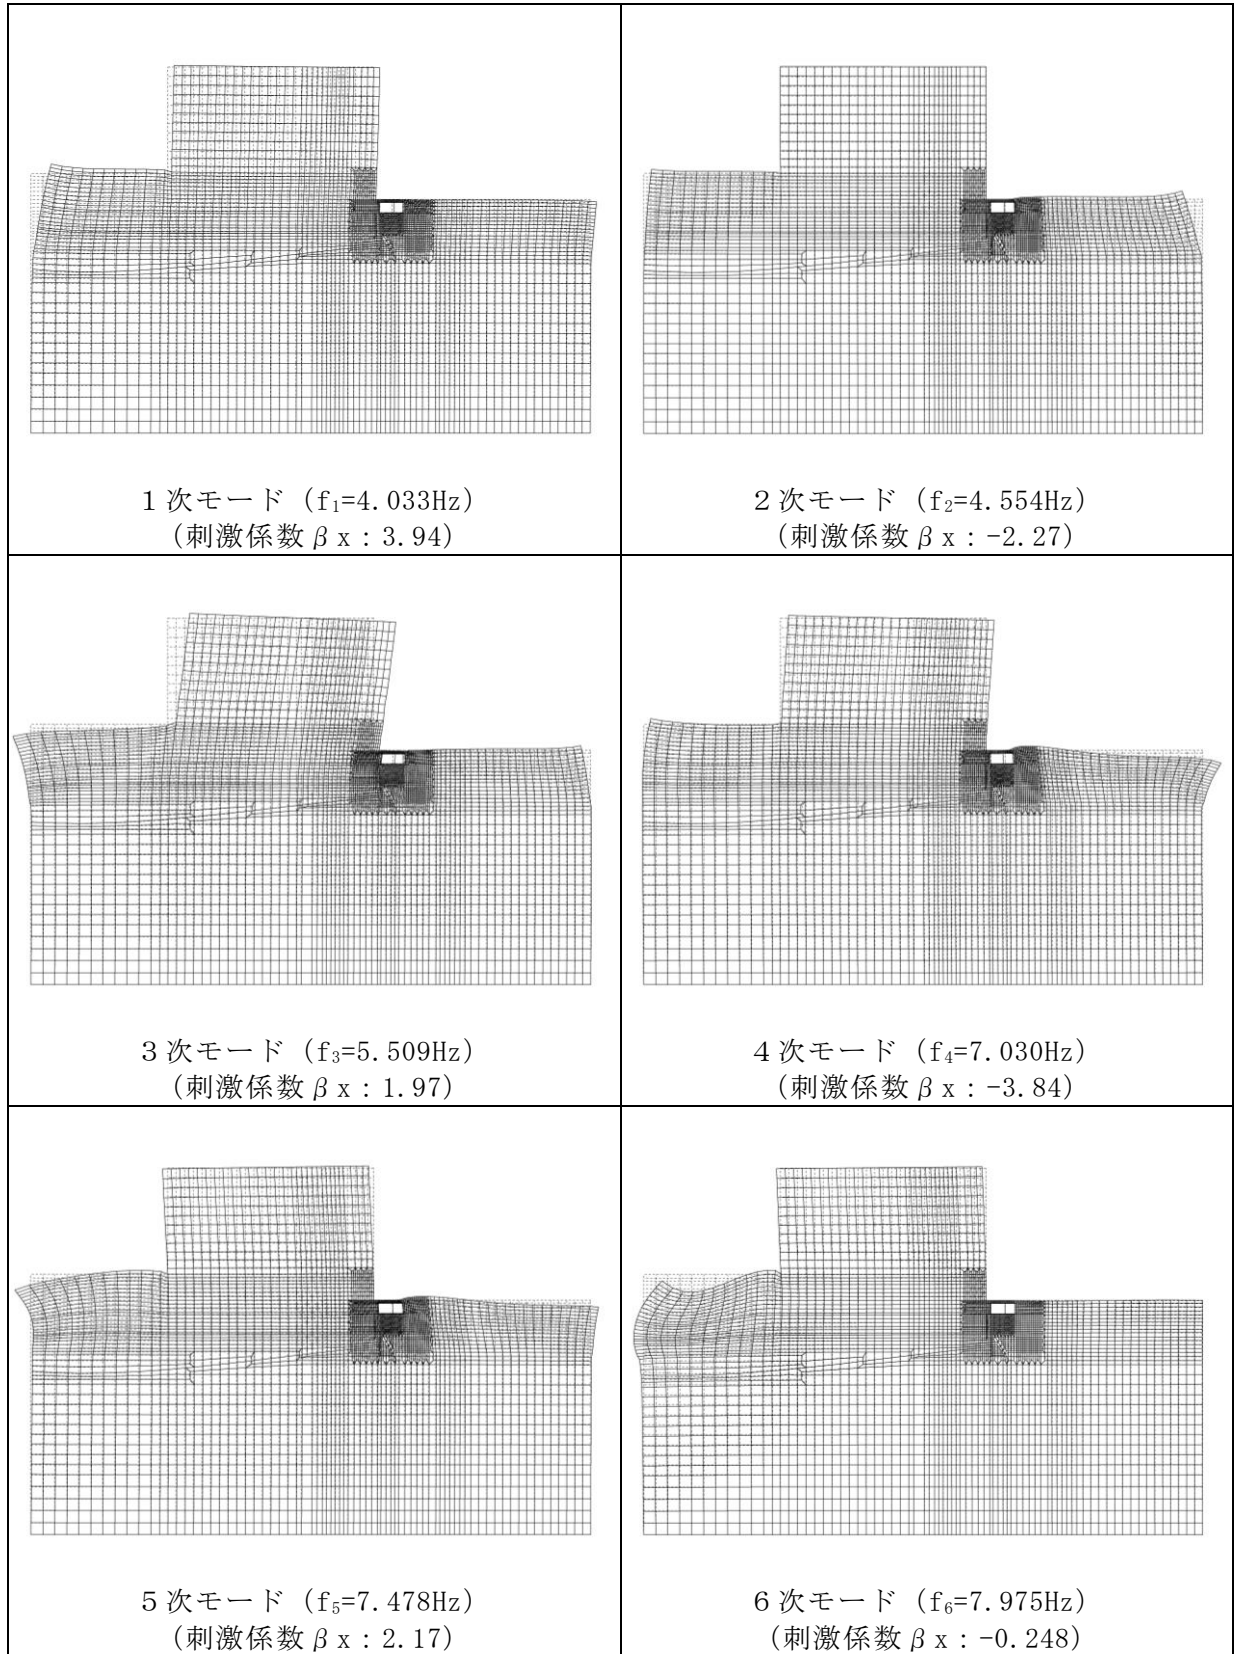 1次モード（f₁=4.033Hz）
（刺激係数βx：3.94）
2次モード（f₂=4.554Hz）
（刺激係数βx：-2.27）
3次モード（f₃=5.509Hz）
（刺激係数βx：1.97）
4次モード（f₄=7.030Hz）
（刺激係数βx：-3.84）
5次モード（f₅=7.478Hz）
（刺激係数βx：2.17）
6次モード（f₆=7.975Hz）
（刺激係数βx：-0.248）